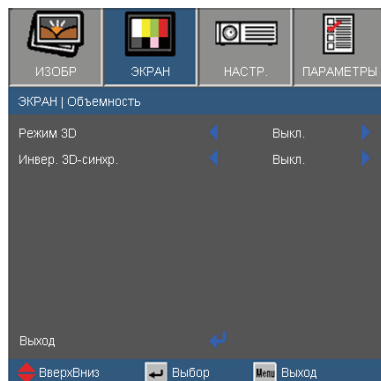 ИЗОБР ЭКРАН НАСТР. ПАРАМЕТРЫ
ЭКРАН | Объемность
Режим 3D Выкл.
Инвер. 3D-синхр. Выкл.
Выход
ВверхВниз Выбор Menu Выход